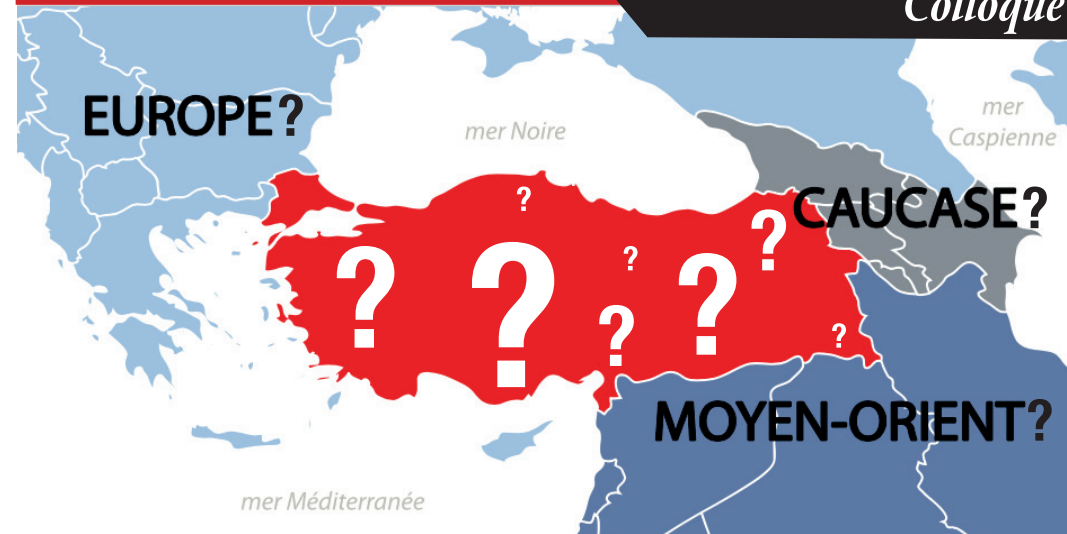 Colloque
EUROPE?
mer Noire
mer
Caspienne
CAUCASE?
?
?
?
?
?
?
?
?
MOYEN-ORIENT?
mer Méditerranée